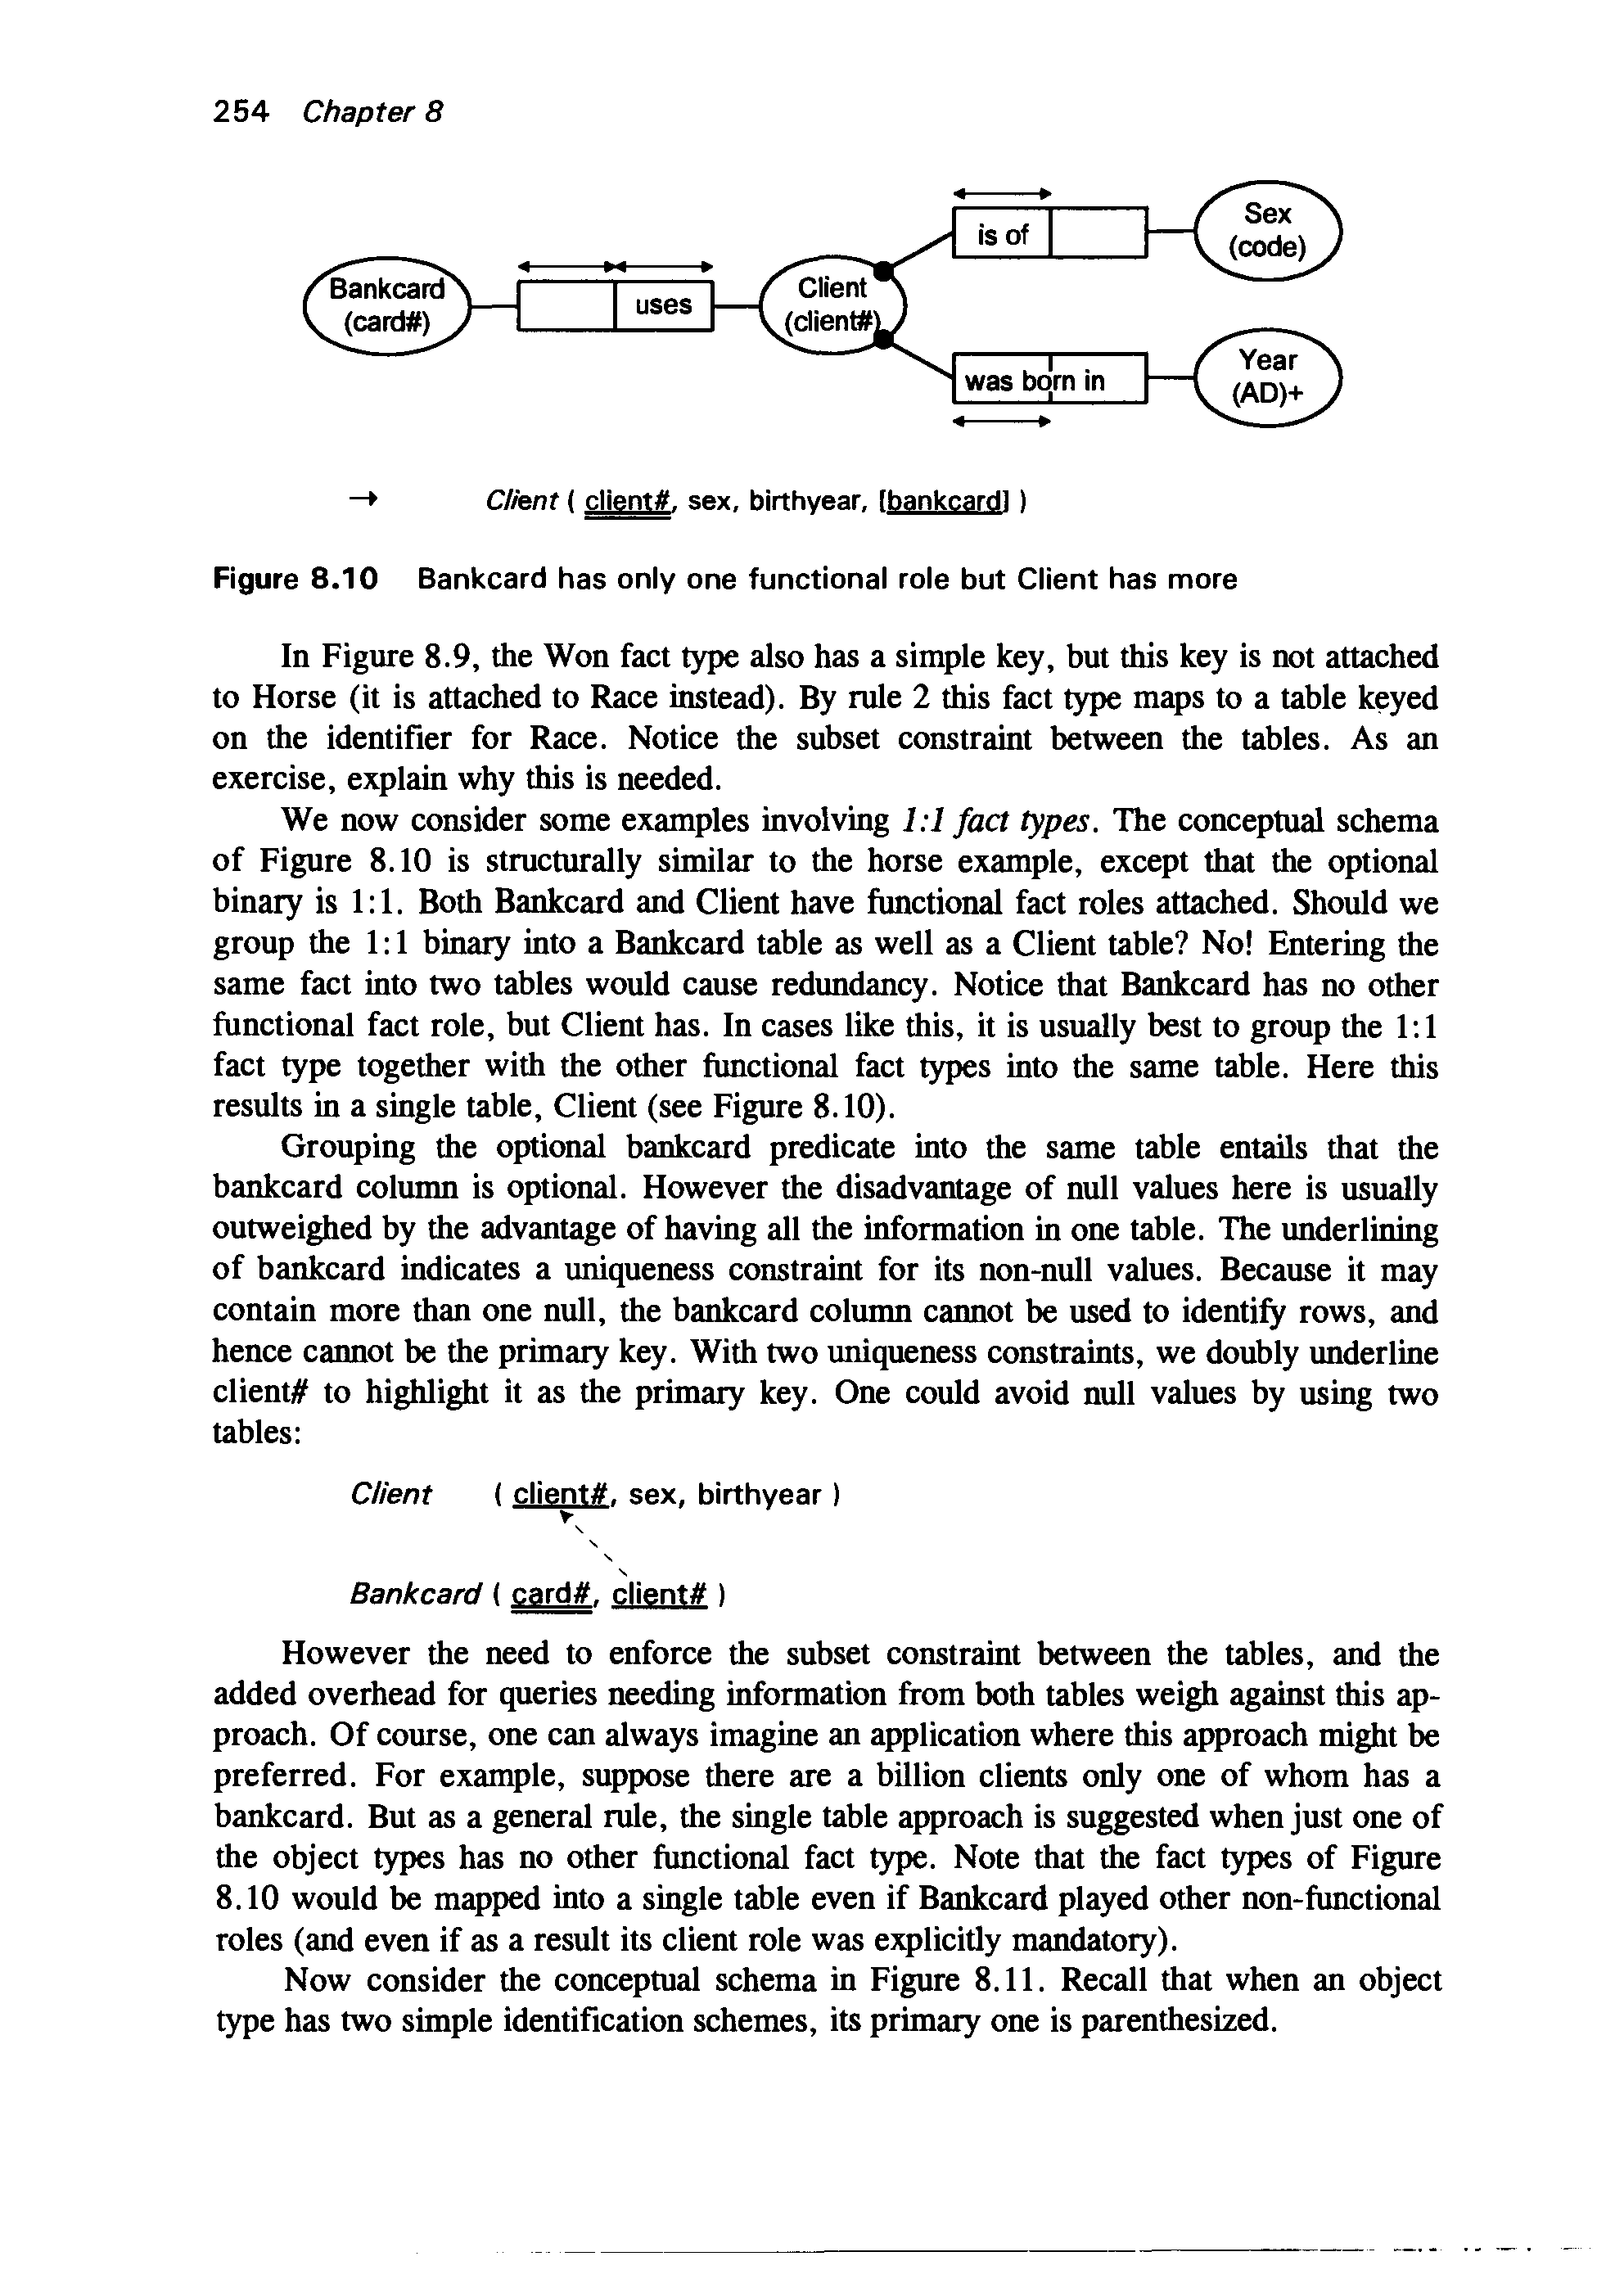 254 Chapter 8
Sex
is of
(code)
Bankcard
Client
uses
(card#)
(client#)
Year
was born in
(AD)+
→ Client ( client#, sex, birthyear, [bankcard] )
Figure 8.10 Bankcard has only one functional role but Client has more
In Figure 8.9, the Won fact type also has a simple key, but this key is not attached
to Horse (it is attached to Race instead). By rule 2 this fact type maps to a table keyed
on the identifier for Race. Notice the subset constraint between the tables. As an
exercise, explain why this is needed.
We now consider some examples involving 1:1 fact types. The conceptual schema
of Figure 8.10 is structurally similar to the horse example, except that the optional
binary is 1:1. Both Bankcard and Client have functional fact roles attached. Should we
group the 1:1 binary into a Bankcard table as well as a Client table? No! Entering the
same fact into two tables would cause redundancy. Notice that Bankcard has no other
functional fact role, but Client has. In cases like this, it is usually best to group the 1:1
fact type together with the other functional fact types into the same table. Here this
results in a single table, Client (see Figure 8.10).
Grouping the optional bankcard predicate into the same table entails that the
bankcard column is optional. However the disadvantage of null values here is usually
outweighed by the advantage of having all the information in one table. The underlining
of bankcard indicates a uniqueness constraint for its non-null values. Because it may
contain more than one null, the bankcard column cannot be used to identify rows, and
hence cannot be the primary key. With two uniqueness constraints, we doubly underline
client# to highlight it as the primary key. One could avoid null values by using two
tables:
Client ( client#, sex, birthyear )
Bankcard ( card#, client# )
However the need to enforce the subset constraint between the tables, and the
added overhead for queries needing information from both tables weigh against this ap-
proach. Of course, one can always imagine an application where this approach might be
preferred. For example, suppose there are a billion clients only one of whom has a
bankcard. But as a general rule, the single table approach is suggested when just one of
the object types has no other functional fact type. Note that the fact types of Figure
8.10 would be mapped into a single table even if Bankcard played other non-functional
roles (and even if as a result its client role was explicitly mandatory).
Now consider the conceptual schema in Figure 8.11. Recall that when an object
type has two simple identification schemes, its primary one is parenthesized.